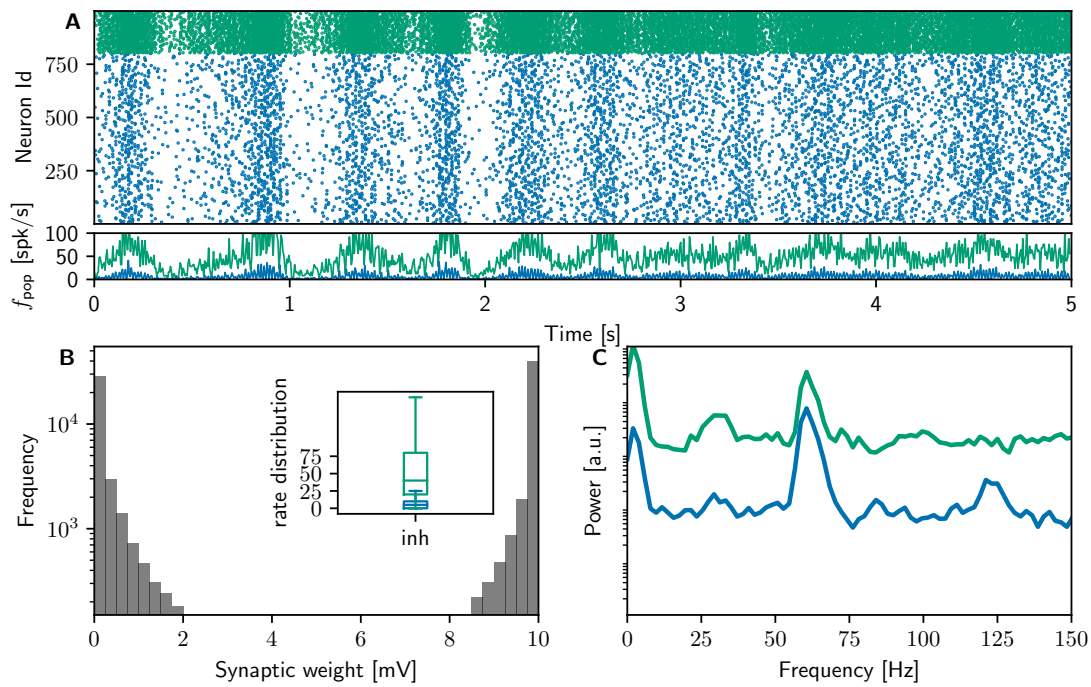 A
Neuron Id
750
500
250
f_pop [spk/s]
100
50
0
0 1 2 3 4 5
Time [s]
B
Frequency
10^4
10^3
rate distribution
75
50
25
0
inh
0 2 4 6 8 10
Synaptic weight [mV]
C
Power [a.u.]
0 25 50 75 100 125 150
Frequency [Hz]